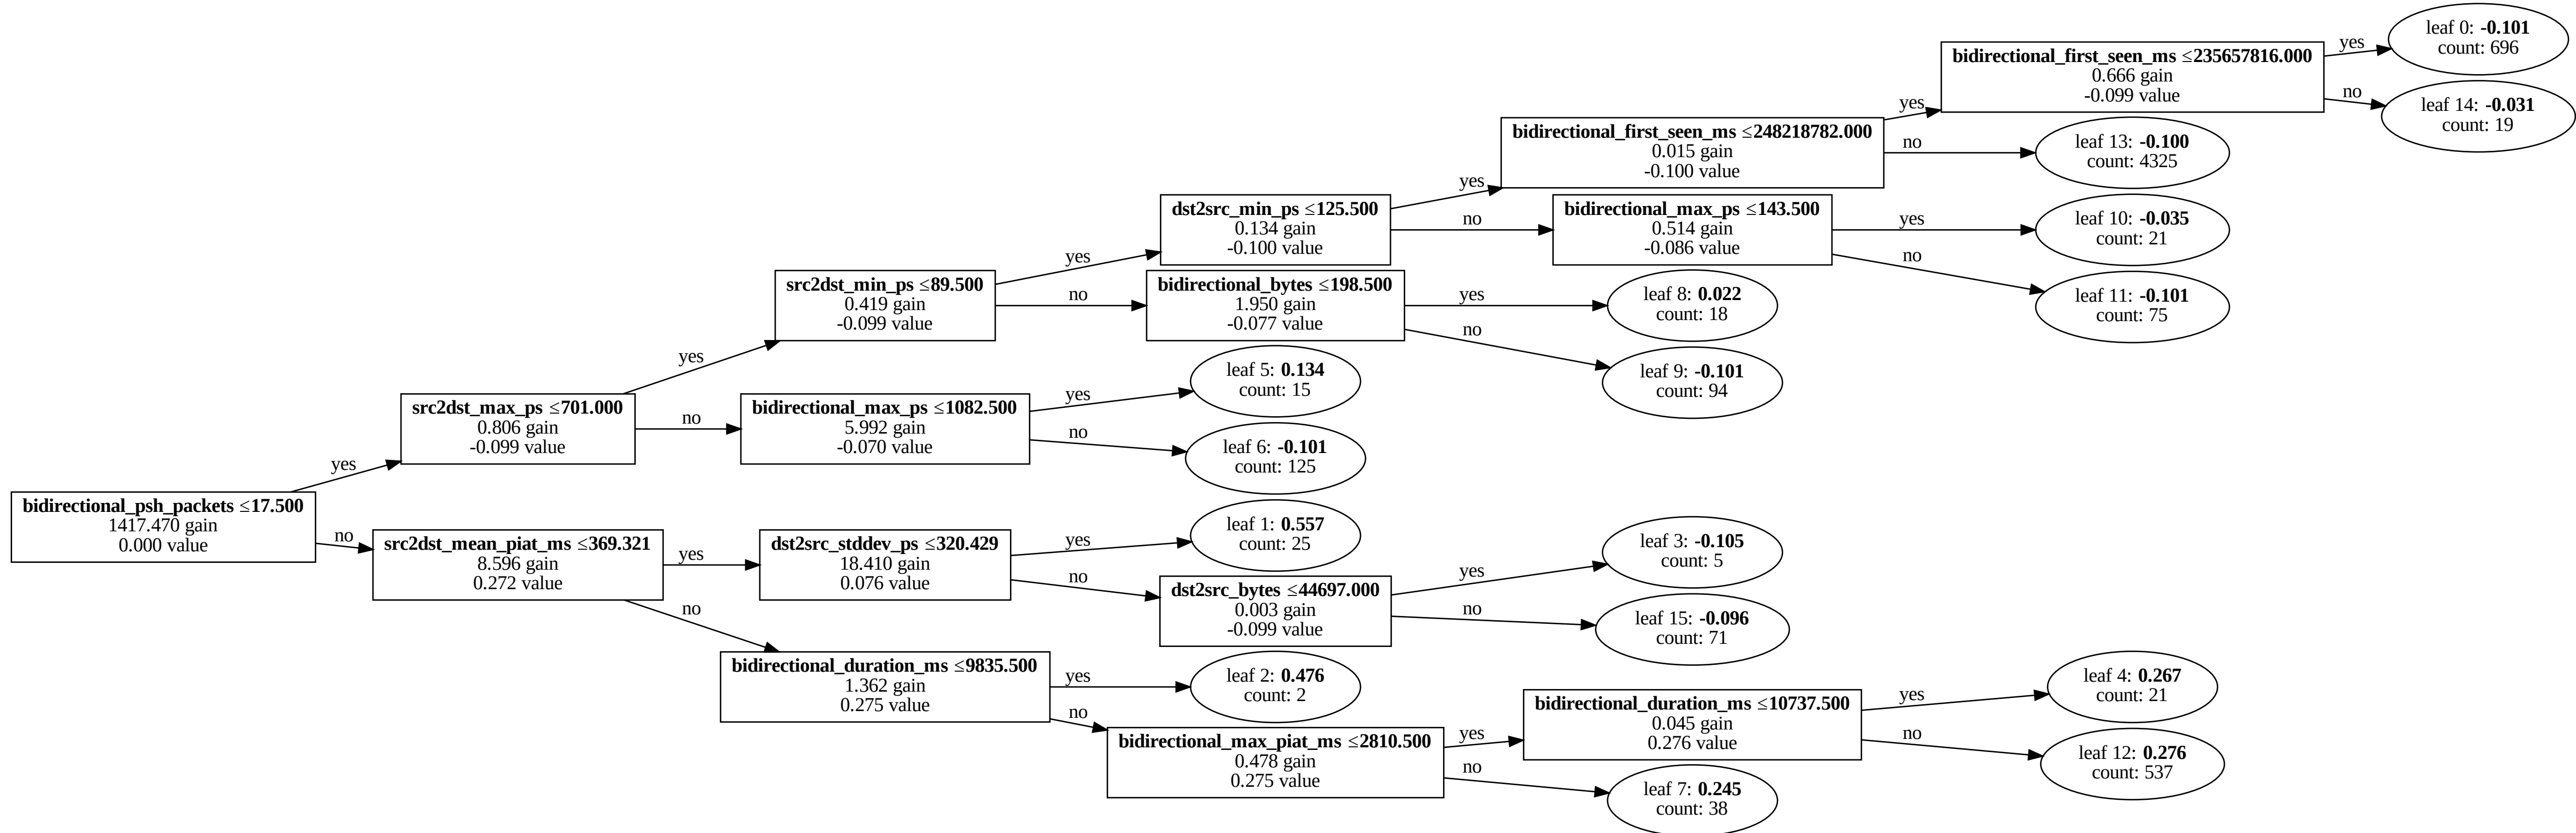 bidirectional_psh_packets ≤17.500
1417.470 gain
0.000 value
yes
no
src2dst_max_ps ≤701.000
0.806 gain
-0.099 value
yes
no
src2dst_mean_piat_ms ≤369.321
8.596 gain
0.272 value
yes
no
src2dst_min_ps ≤89.500
0.419 gain
-0.099 value
yes
no
bidirectional_max_ps ≤1082.500
5.992 gain
-0.070 value
yes
no
dst2src_stddev_ps ≤320.429
18.410 gain
0.076 value
yes
no
bidirectional_duration_ms ≤9835.500
1.362 gain
0.275 value
yes
no
dst2src_min_ps ≤125.500
0.134 gain
-0.100 value
yes
no
bidirectional_bytes ≤198.500
1.950 gain
-0.077 value
yes
no
leaf 5: 0.134
count: 15
leaf 6: -0.101
count: 125
leaf 1: 0.557
count: 25
dst2src_bytes ≤44697.000
0.003 gain
-0.099 value
yes
no
leaf 2: 0.476
count: 2
bidirectional_max_piat_ms ≤2810.500
0.478 gain
0.275 value
yes
no
bidirectional_first_seen_ms ≤248218782.000
0.015 gain
-0.100 value
yes
no
bidirectional_max_ps ≤143.500
0.514 gain
-0.086 value
yes
no
leaf 8: 0.022
count: 18
leaf 9: -0.101
count: 94
leaf 3: -0.105
count: 5
leaf 15: -0.096
count: 71
bidirectional_duration_ms ≤10737.500
0.045 gain
0.276 value
yes
no
leaf 7: 0.245
count: 38
bidirectional_first_seen_ms ≤235657816.000
0.666 gain
-0.099 value
yes
no
leaf 13: -0.100
count: 4325
leaf 10: -0.035
count: 21
leaf 11: -0.101
count: 75
leaf 4: 0.267
count: 21
leaf 12: 0.276
count: 537
leaf 0: -0.101
count: 696
leaf 14: -0.031
count: 19